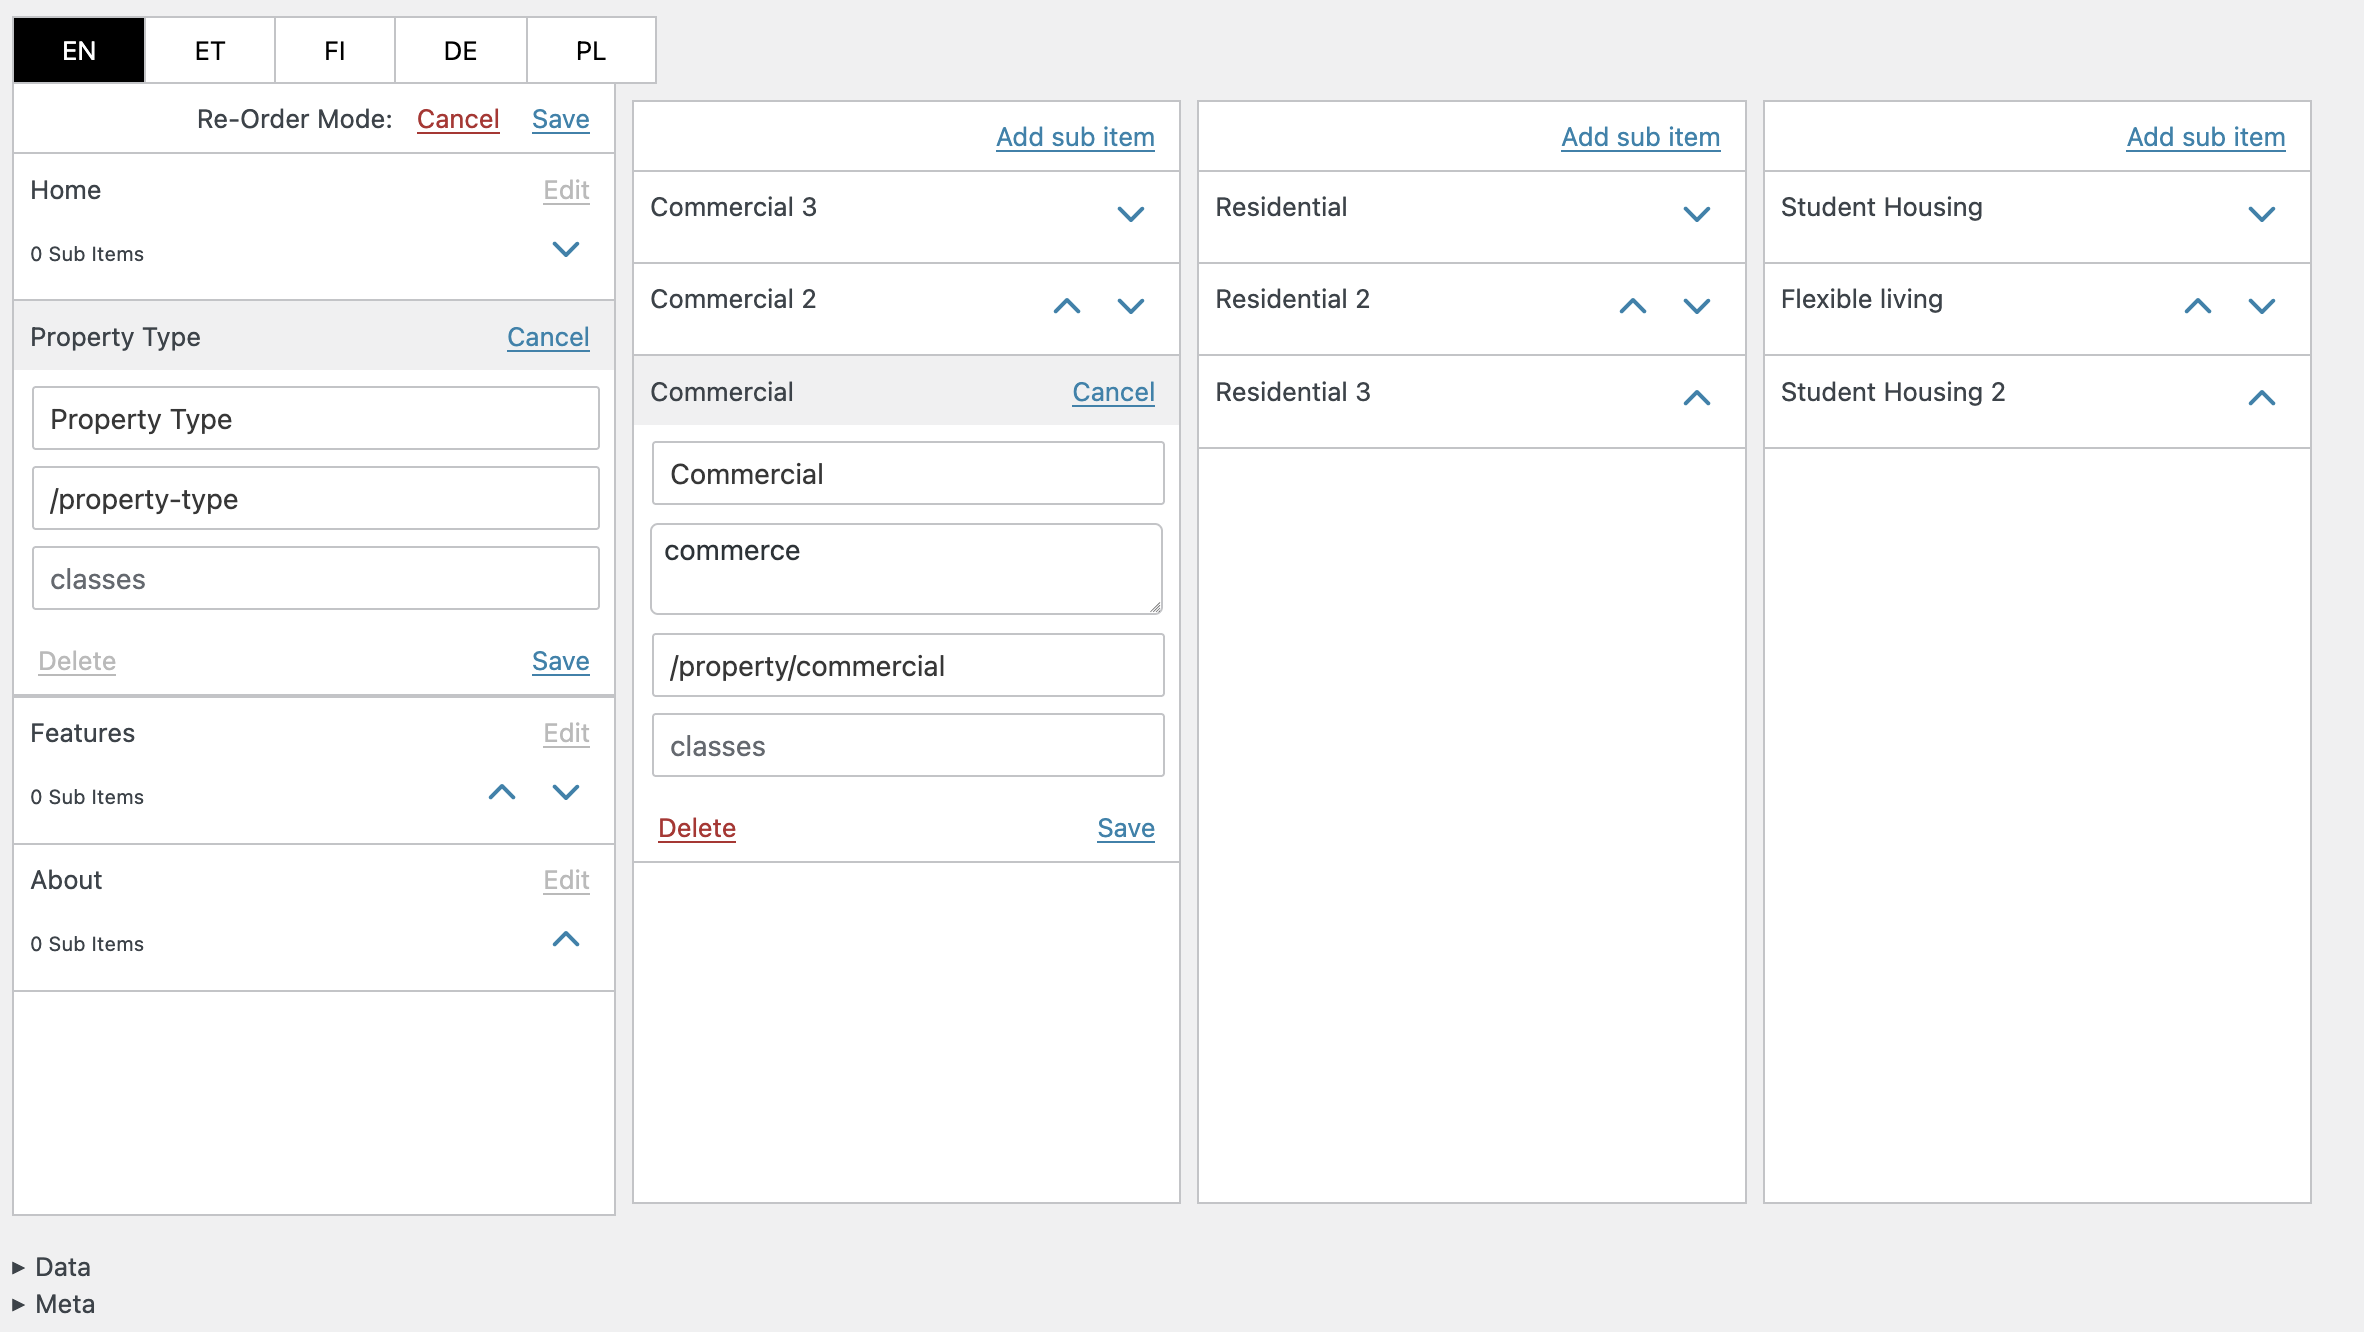 EN ET FI DE PL
Re-Order Mode: Cancel Save
Home Edit
0 Sub Items
Property Type Cancel
Property Type
/property-type
classes
Delete Save
Features Edit
0 Sub Items
About Edit
0 Sub Items
Add sub item
Commercial 3
Commercial 2
Commercial Cancel
Commercial
commerce
/property/commercial
classes
Delete Save
Add sub item
Residential
Residential 2
Residential 3
Add sub item
Student Housing
Flexible living
Student Housing 2
Data
Meta